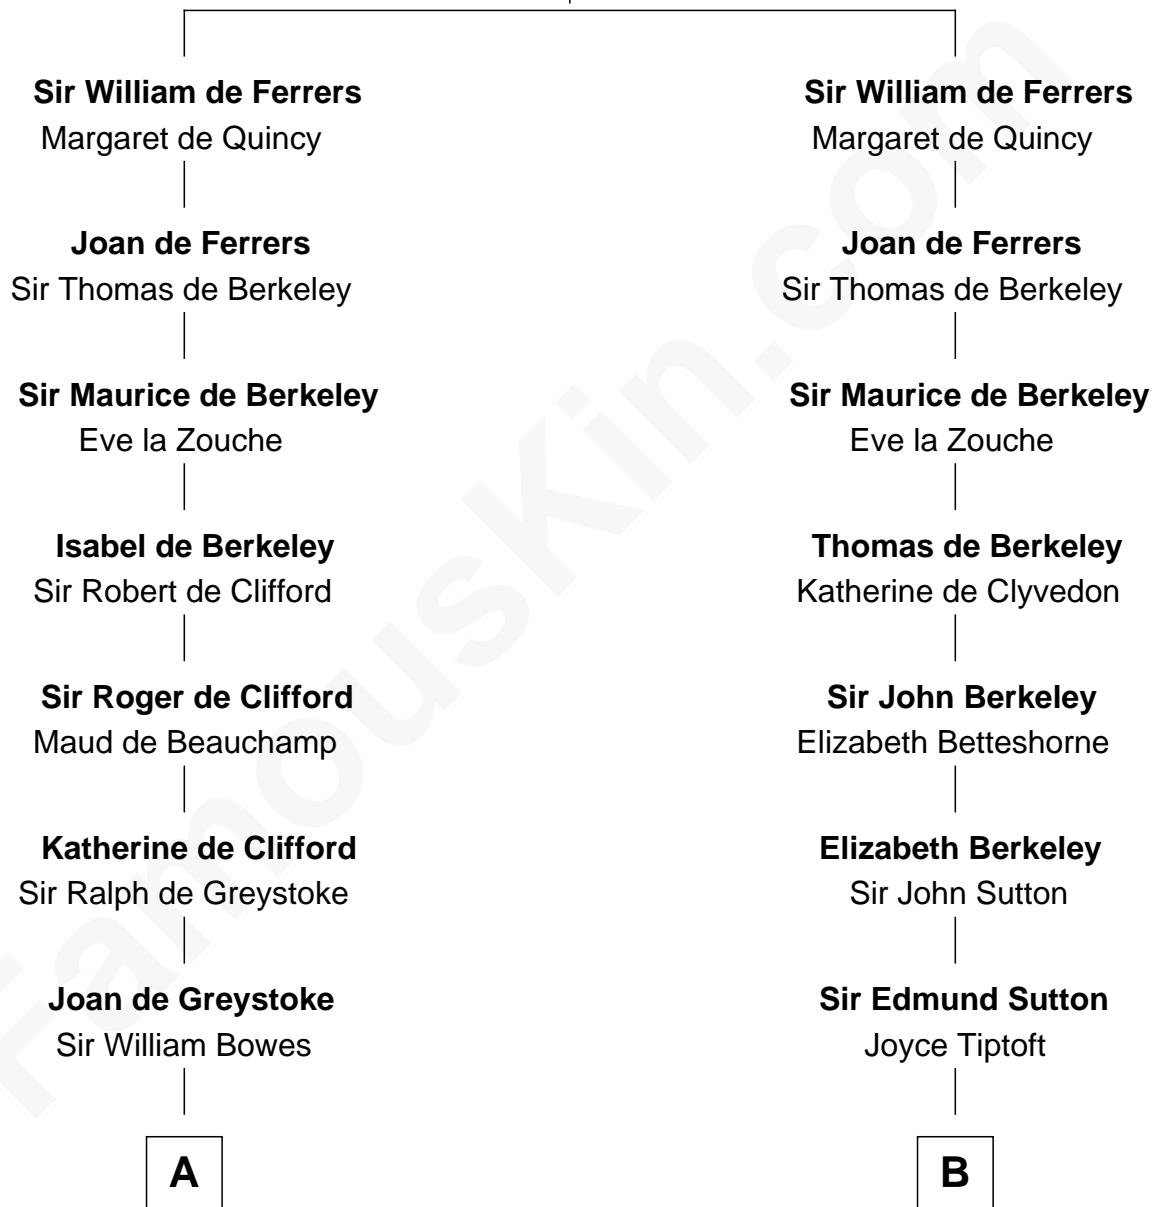 Sir William de Ferrers
Margaret de Quincy
Joan de Ferrers
Sir Thomas de Berkeley
Sir Maurice de Berkeley
Eve la Zouche
Isabel de Berkeley
Sir Robert de Clifford
Sir Roger de Clifford
Maud de Beauchamp
Katherine de Clifford
Sir Ralph de Greystoke
Joan de Greystoke
Sir William Bowes
A
Sir William de Ferrers
Margaret de Quincy
Joan de Ferrers
Sir Thomas de Berkeley
Sir Maurice de Berkeley
Eve la Zouche
Thomas de Berkeley
Katherine de Clyvedon
Sir John Berkeley
Elizabeth Betteshorne
Elizabeth Berkeley
Sir John Sutton
Sir Edmund Sutton
Joyce Tiptoft
B
FamousKin.com